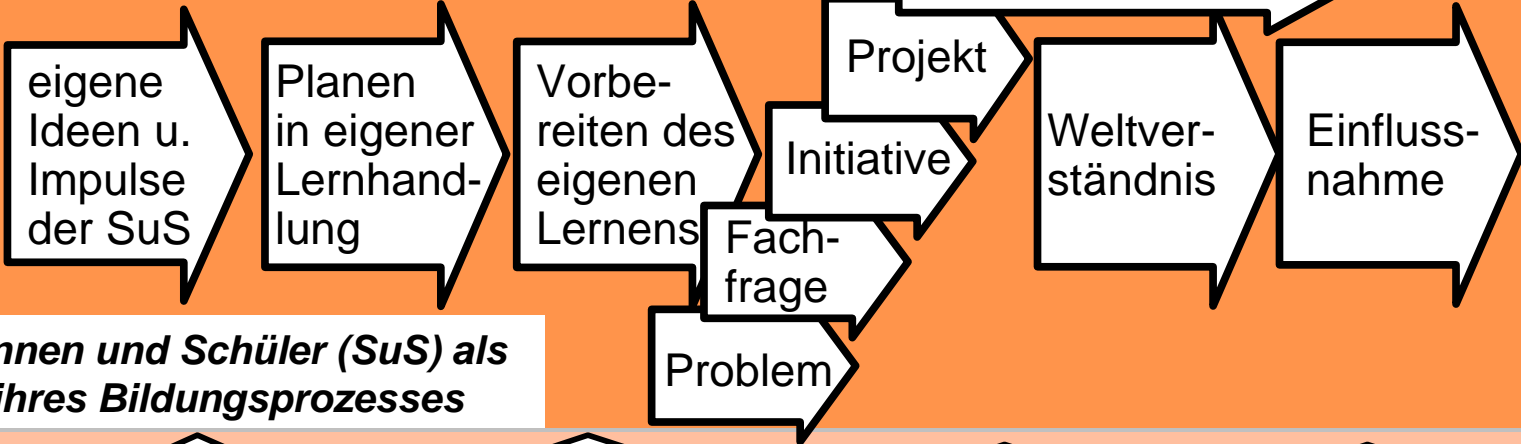 eigene
Ideen u.
Impulse
der SuS
Planen
in eigener
Lernhand-
lung
Vorbe-
reiten des
eigenen
Lernens
Projekt
Initiative
Fach-
frage
Problem
Weltver-
ständnis
Einfluss-
nahme
nnen und Schüler (SuS) als
ihres Bildungsprozesses